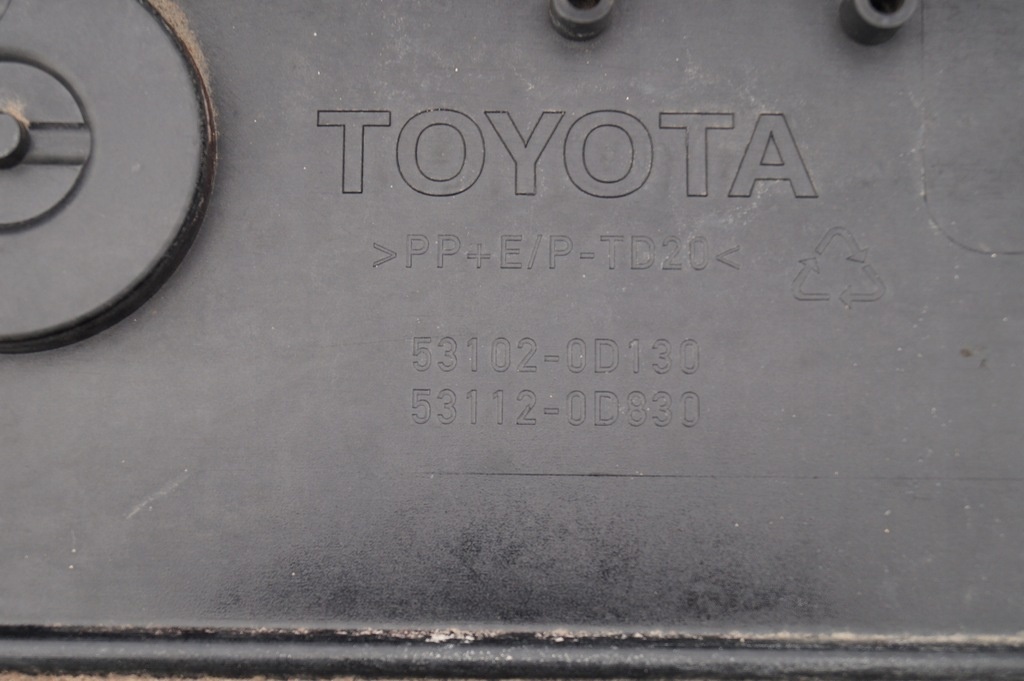 TOYOTA
>PP+E/P-TD20<
53102-0D130
53112-0D830